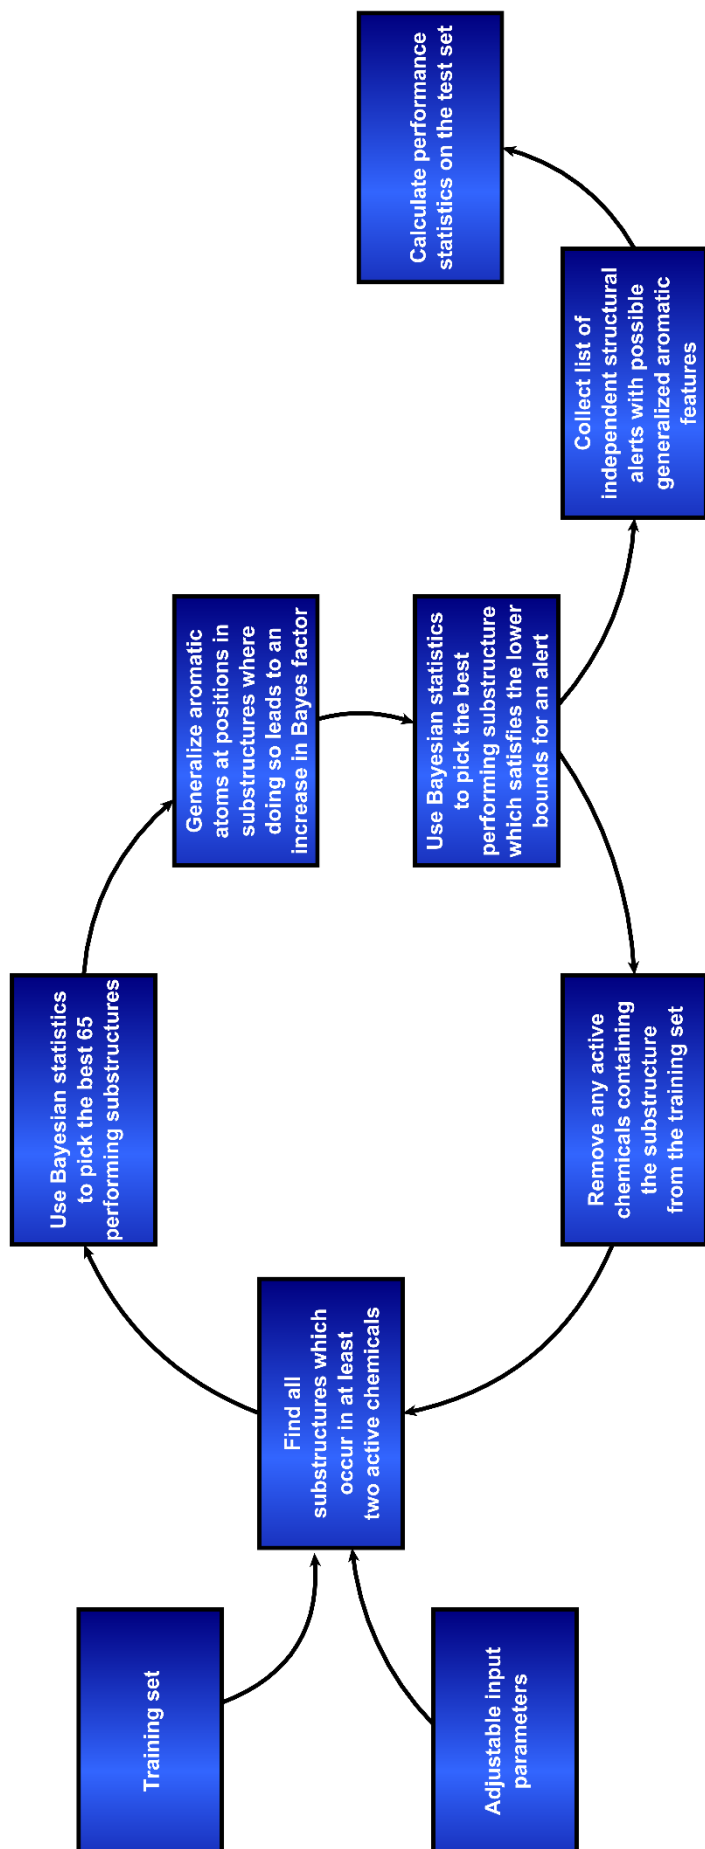 Training set
Adjustable input
parameters
Find all
substructures which
occur in at least
two active chemicals
Use Bayesian statistics
to pick the best 65
performing substructures
Generalize aromatic
atoms at positions in
substructures where
doing so leads to an
increase in Bayes factor
Use Bayesian statistics
to pick the best
performing substructure
which satisfies the lower
bounds for an alert
Remove any active
chemicals containing
the substructure
from the training set
Collect list of
independent structural
alerts with possible
generalized aromatic
features
Calculate performance
statistics on the test set